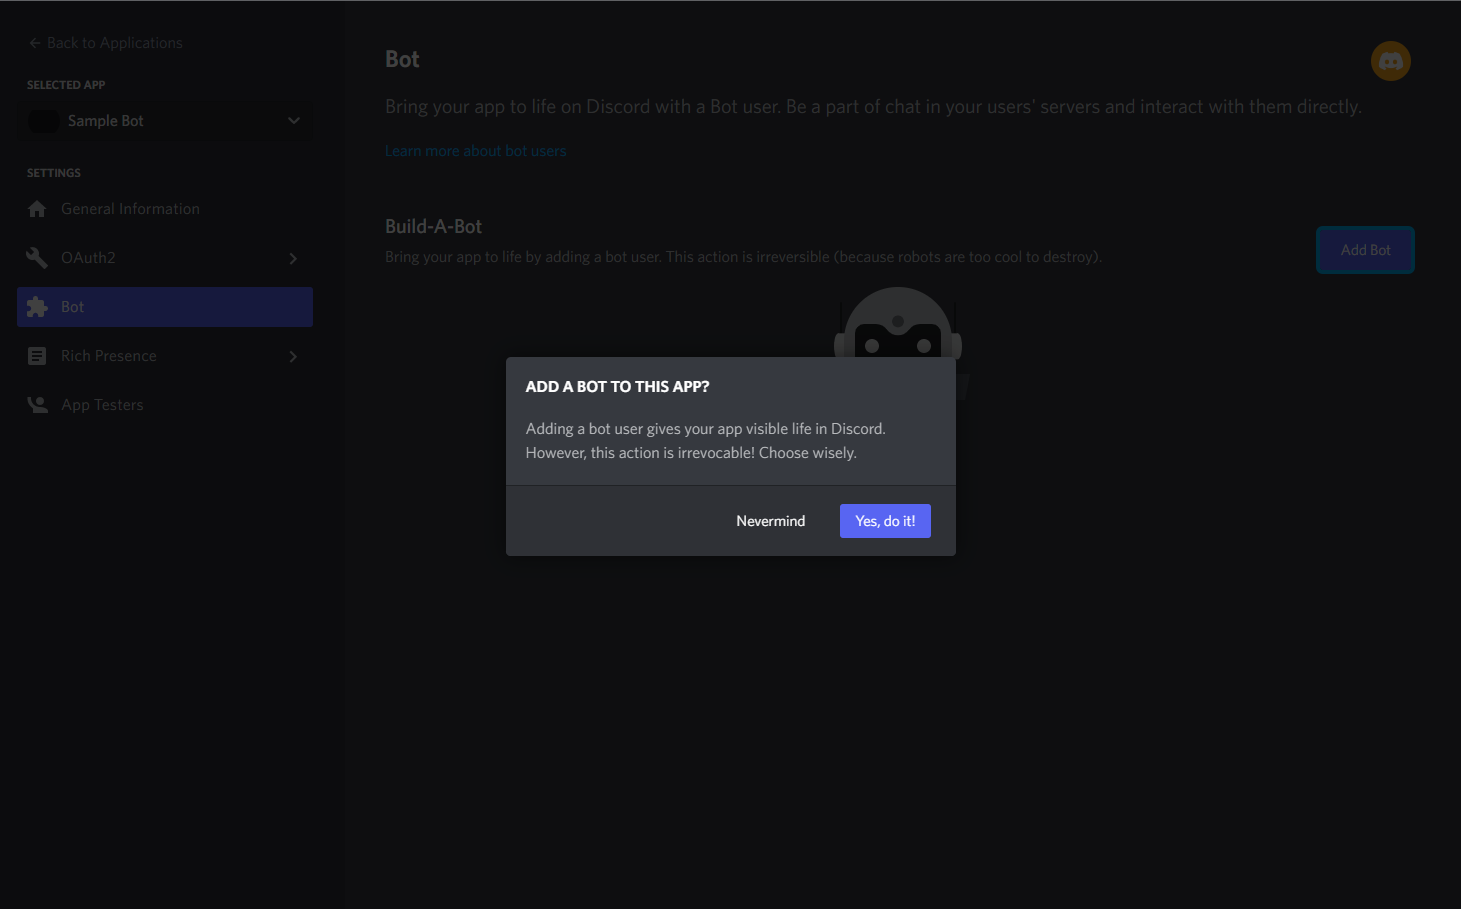 Back to Applications
SELECTED APP
Sample Bot
SETTINGS
General Information
OAuth2
Bot
Rich Presence
App Testers
Bot
Bring your app to life on Discord with a Bot user. Be a part of chat in your users' servers and interact with them directly.
Learn more about bot users
Build-A-Bot
Bring your app to life by adding a bot user. This action is irreversible (because robots are too cool to destroy).
Add Bot
ADD A BOT TO THIS APP?
Adding a bot user gives your app visible life in Discord.
However, this action is irrevocable! Choose wisely.
Nevermind
Yes, do it!